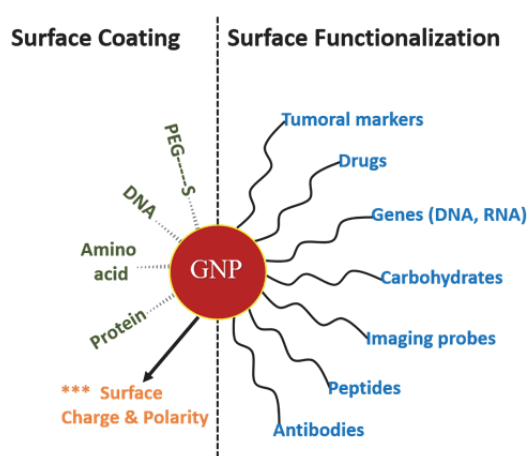 Surface Coating
Surface Functionalization
PEG------S
DNA
Amino
acid
Protein
GNP
*** Surface
Charge & Polarity
Tumoral markers
Drugs
Genes (DNA, RNA)
Carbohydrates
Imaging probes
Peptides
Antibodies